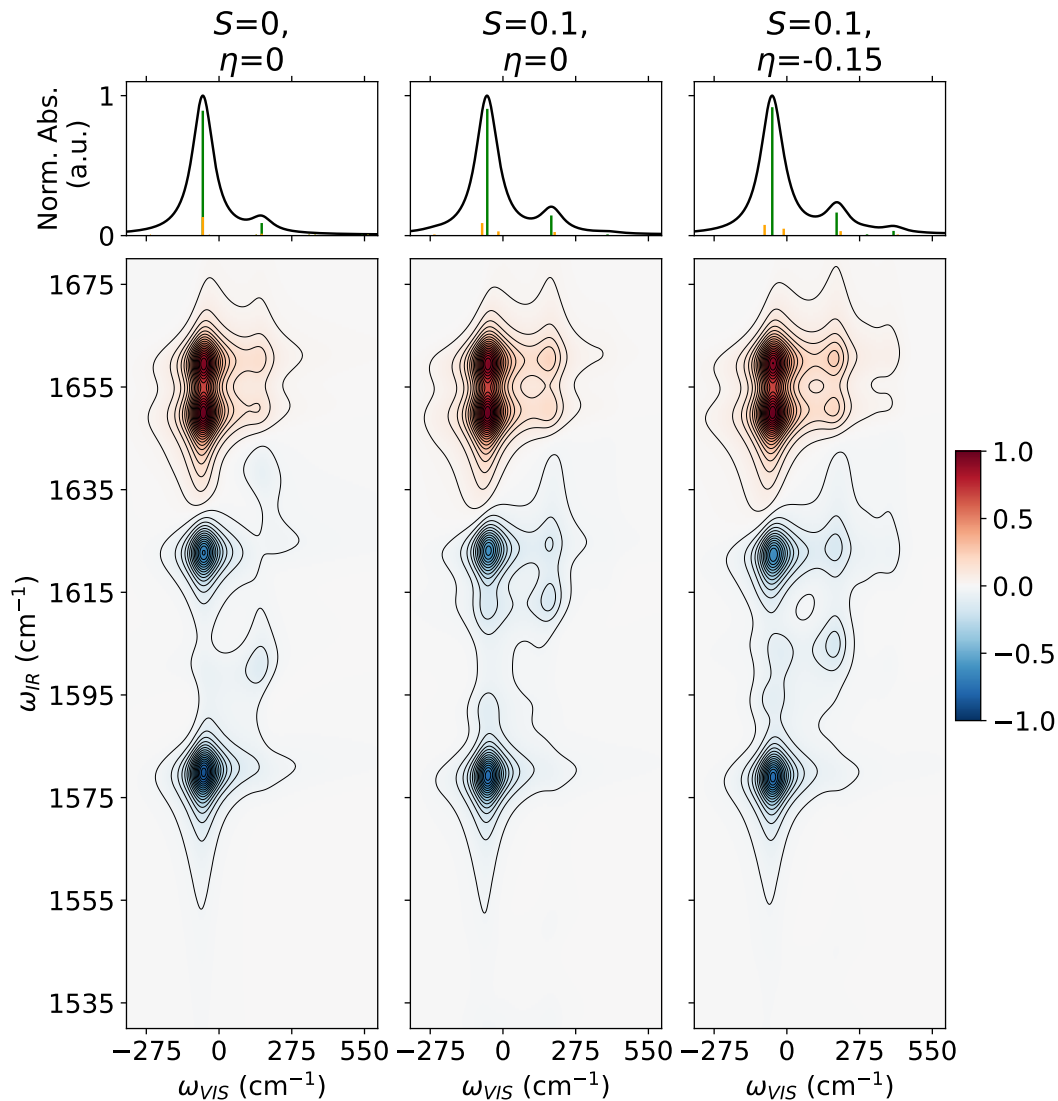 S=0,
η=0
S=0.1,
η=0
S=0.1,
η=-0.15
Norm. Abs.
(a.u.)
1
0
ω_IR (cm⁻¹)
1675
1655
1635
1615
1595
1575
1555
1535
1.0
0.5
0.0
−0.5
−1.0
−275 0 275 550
−275 0 275 550
−275 0 275 550
ω_VIS (cm⁻¹)
ω_VIS (cm⁻¹)
ω_VIS (cm⁻¹)